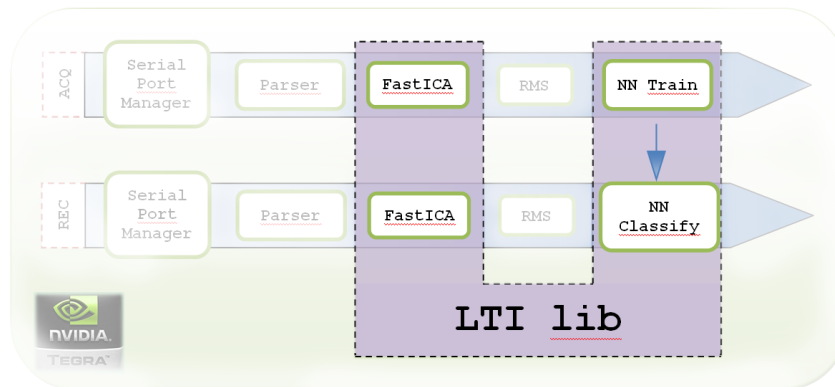 ACQ
Serial
Port
Manager
Parser
FastICA
RMS
NN Train
REC
Serial
Port
Manager
Parser
FastICA
RMS
NN
Classify
LTI lib
NVIDIA.
TEGRA™